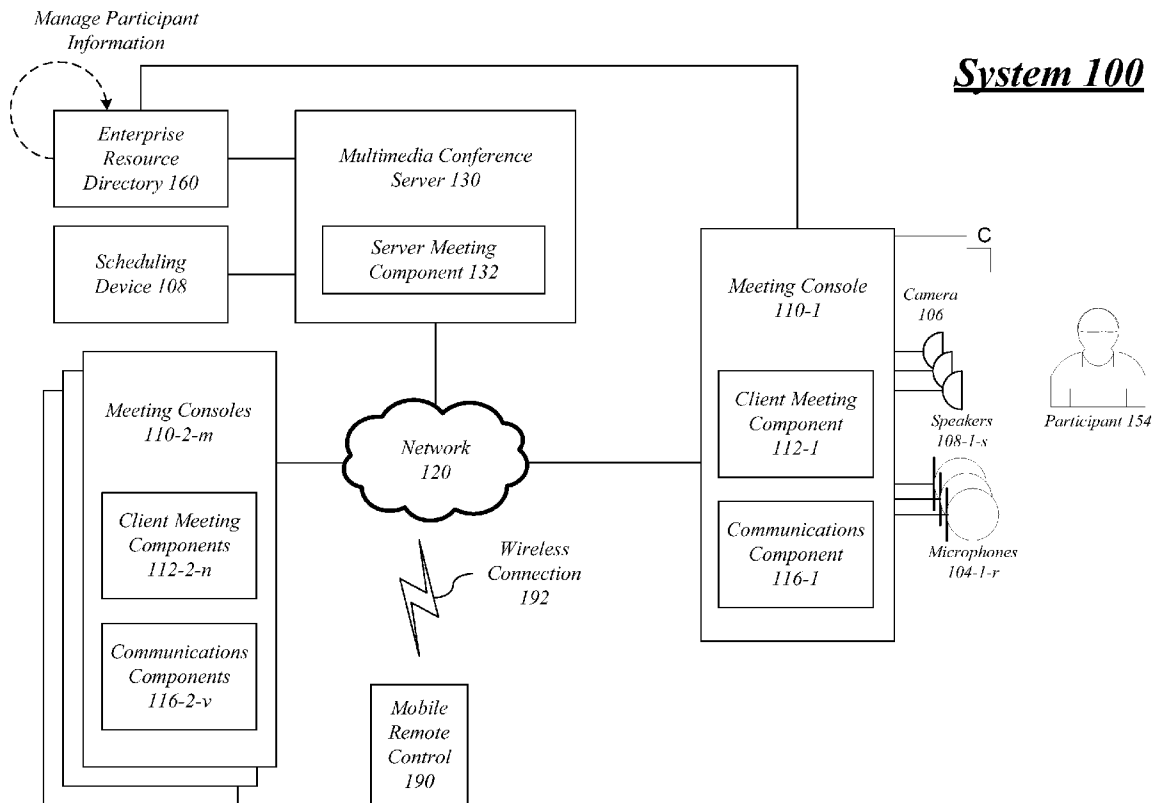 Manage Participant
Information
System 100
Enterprise
Resource
Directory 160
Multimedia Conference
Server 130
Server Meeting
Component 132
Scheduling
Device 108
Meeting Console
110-1
C
Camera
106
Client Meeting
Component
112-1
Speakers
108-1-s
Participant 154
Communications
Component
116-1
Microphones
104-1-r
Meeting Consoles
110-2-m
Client Meeting
Components
112-2-n
Communications
Components
116-2-v
Network
120
Wireless
Connection
192
Mobile
Remote
Control
190